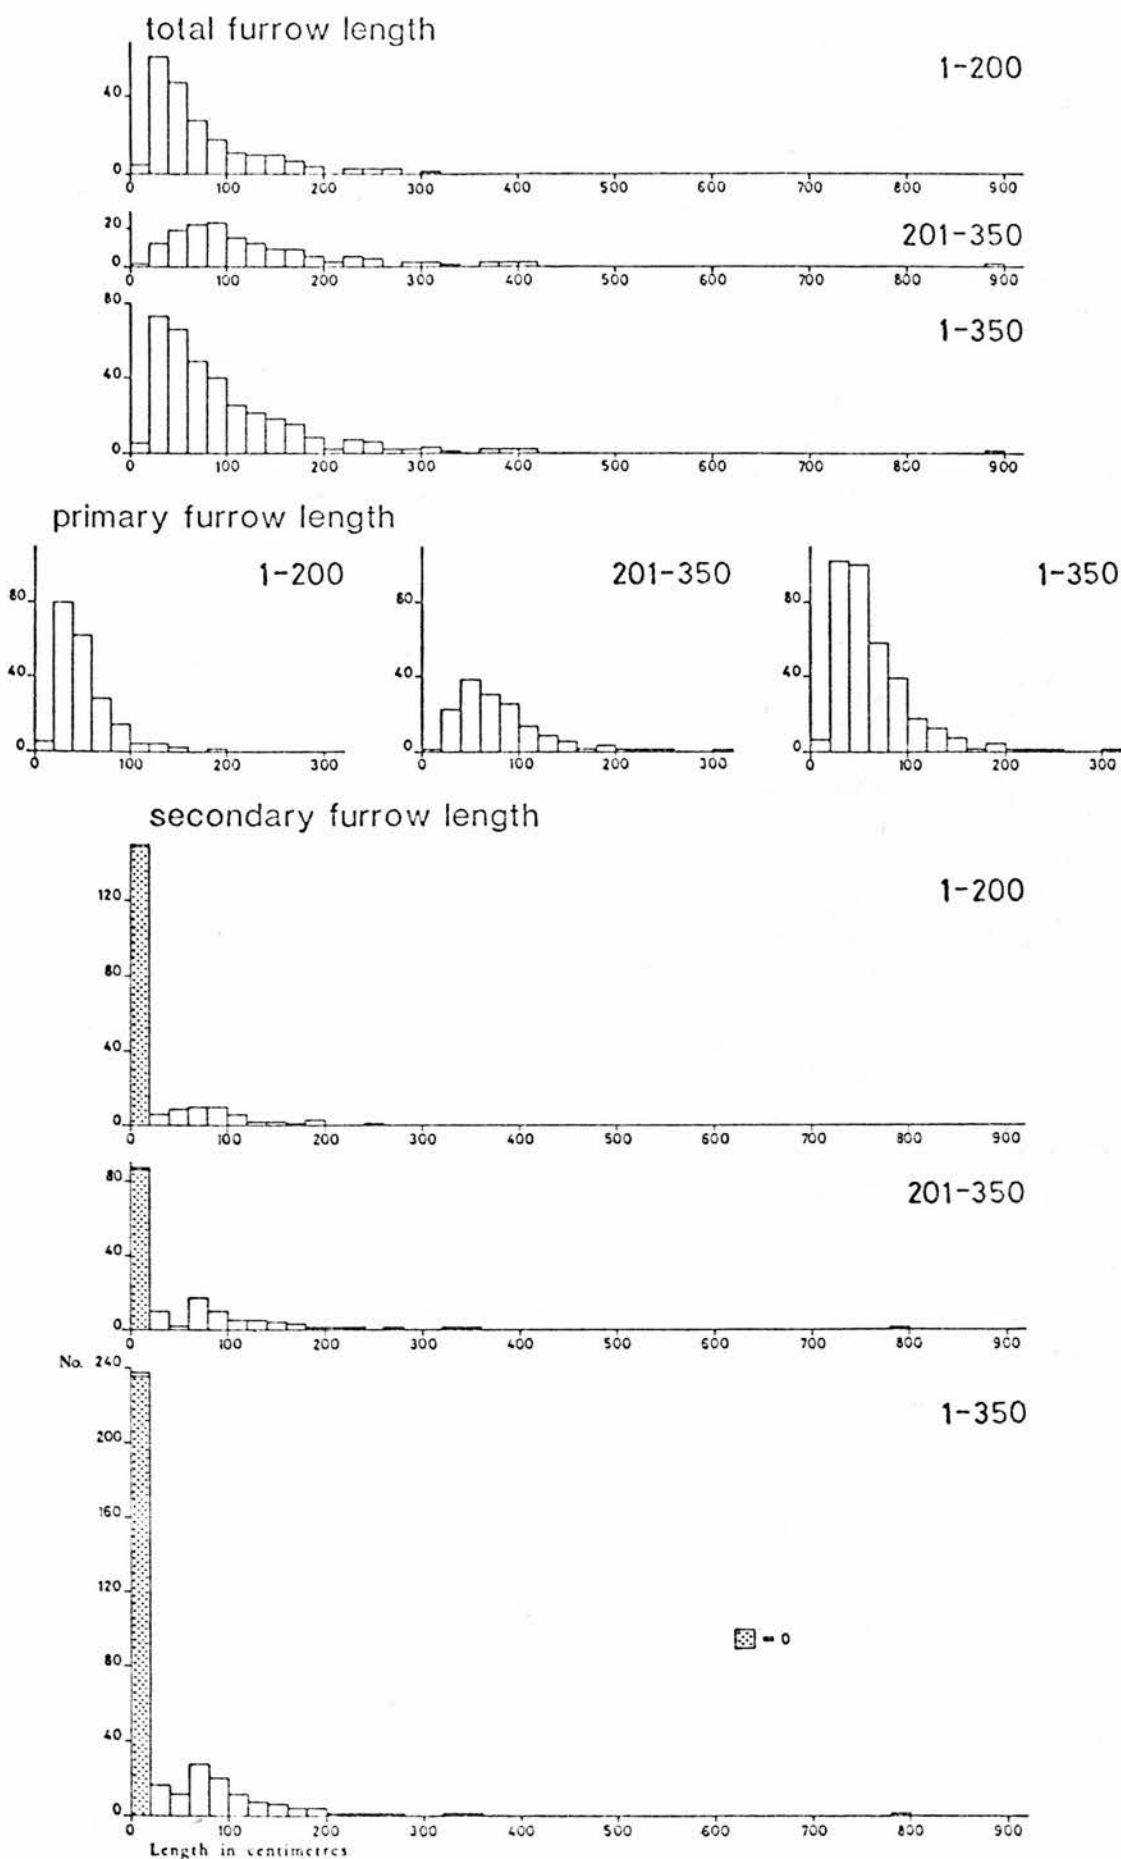 total furrow length
1-200
40
0
0 100 200 300 400 500 600 700 800 900
201-350
20
0
0 100 200 300 400 500 600 700 800 900
80
1-350
40
0
0 100 200 300 400 500 600 700 800 900
primary furrow length
1-200 201-350 1-350
80 80 80
40 40 40
0 0 0
0 100 200 300 0 100 200 300 0 100 200 300
secondary furrow length
1-200
120
80
40
0
0 100 200 300 400 500 600 700 800 900
80
201-350
40
0
0 100 200 300 400 500 600 700 800 900
No. 240
1-350
200
160
120
= 0
80
40
0
0 100 200 300 400 500 600 700 800 900
Length in centimetres